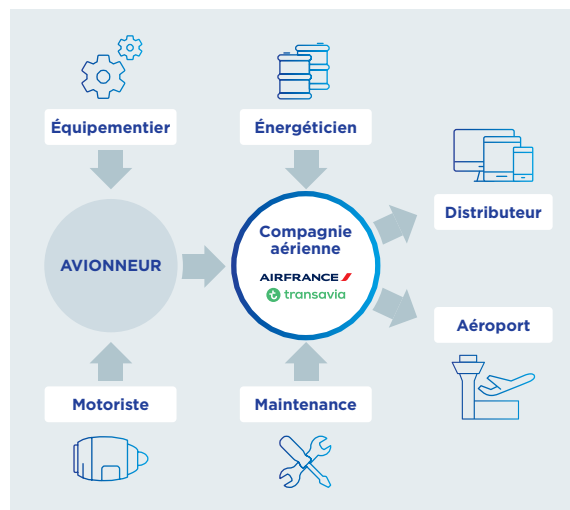 Équipementier
Énergéticien
Distributeur
AVIONNEUR
Compagnie
aérienne
AIRFRANCE
transavia
Aéroport
Motoriste
Maintenance